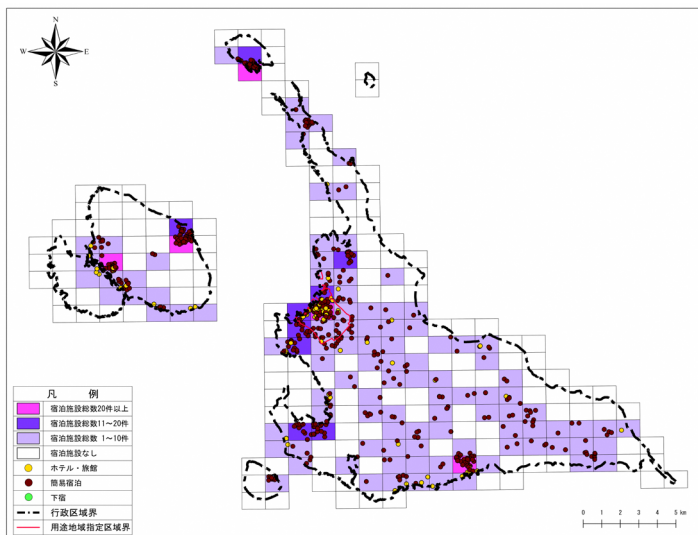 N
W
E
S
凡 例
宿泊施設総数20件以上
宿泊施設総数11～20件
宿泊施設総数 1～10件
宿泊施設なし
ホテル・旅館
簡易宿泊
下宿
行政区域界
用途地域指定区域界
0 1 2 3 4 5 km